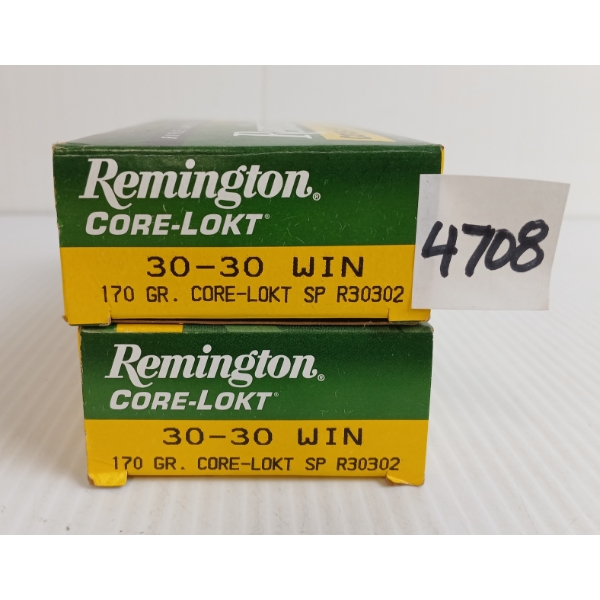 Remington®
CORE-LOKT®
30-30 WIN
170 GR. CORE-LOKT SP R30302
4708
Remington®
CORE-LOKT®
30-30 WIN
170 GR. CORE-LOKT SP R30302